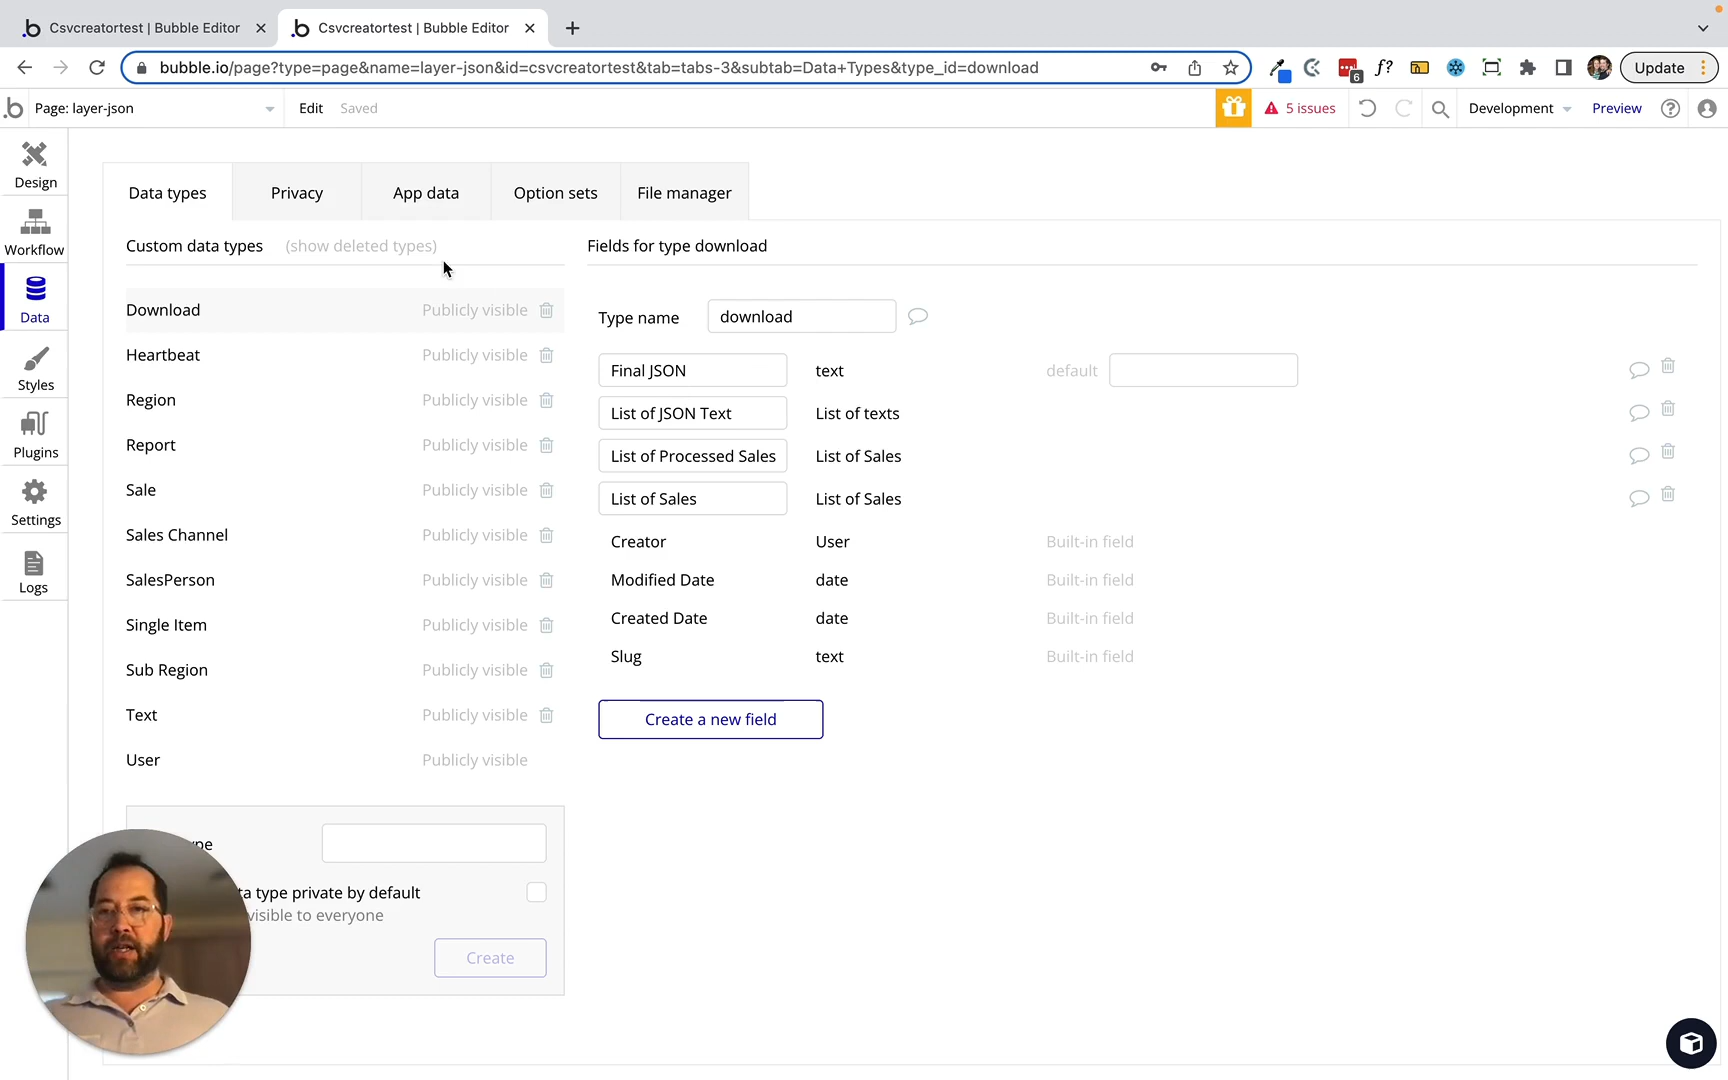 Csvcreatortest | Bubble Editor
Csvcreatortest | Bubble Editor
bubble.io/page?type=page&name=layer-json&id=csvcreatortest&tab=tabs-3&subtab=Data+Types&type_id=download
6
f?
Update
Page: layer-json
Edit
Saved
5 issues
Development
Preview
Design
Workflow
Data
Styles
Plugins
Settings
Logs
Data types
Privacy
App data
Option sets
File manager
Custom data types
(show deleted types)
Download Publicly visible
Heartbeat Publicly visible
Region Publicly visible
Report Publicly visible
Sale Publicly visible
Sales Channel Publicly visible
SalesPerson Publicly visible
Single Item Publicly visible
Sub Region Publicly visible
Text Publicly visible
User Publicly visible
type private by default
visible to everyone
Create
Fields for type download
Type name download
Final JSON text default
List of JSON Text List of texts
List of Processed Sales List of Sales
List of Sales List of Sales
Creator User Built-in field
Modified Date date Built-in field
Created Date date Built-in field
Slug text Built-in field
Create a new field